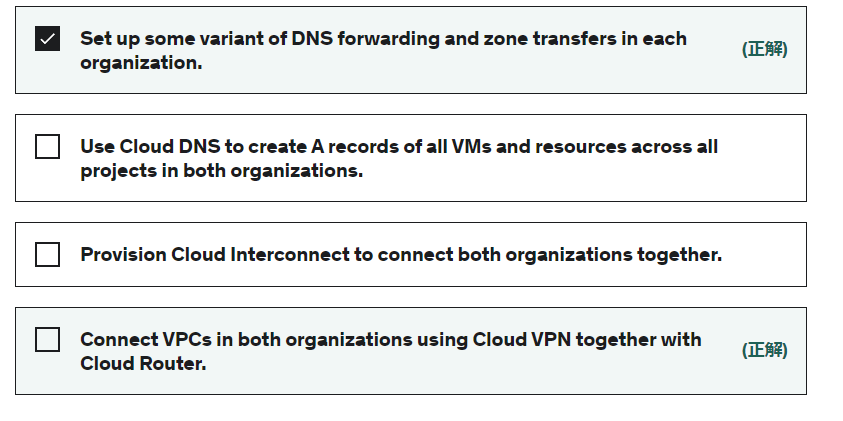 Set up some variant of DNS forwarding and zone transfers in each
organization.
(正解)
Use Cloud DNS to create A records of all VMs and resources across all
projects in both organizations.
Provision Cloud Interconnect to connect both organizations together.
Connect VPCs in both organizations using Cloud VPN together with
Cloud Router.
(正解)